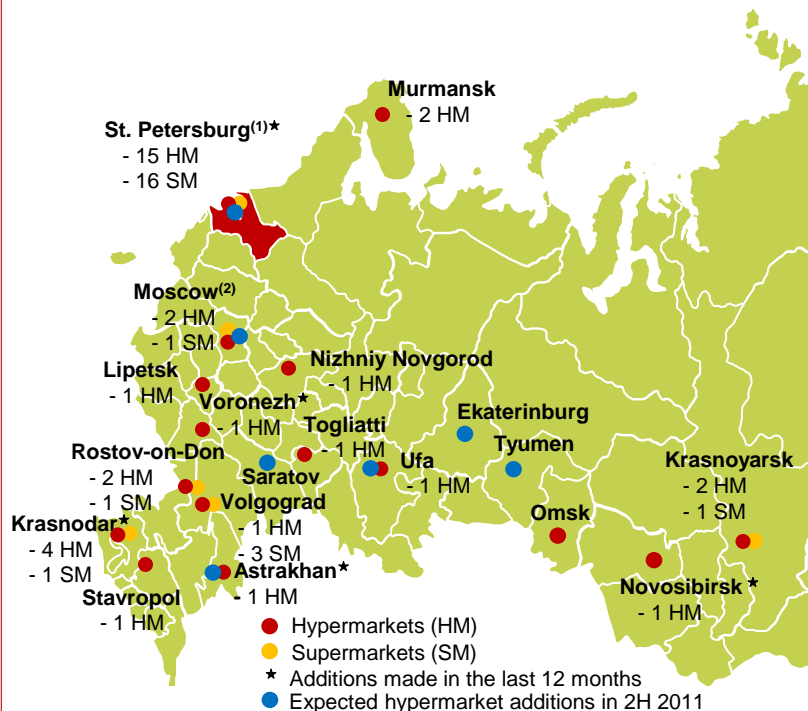 Murmansk
- 2 HM
St. Petersburg(1)★
- 15 HM
- 16 SM
Moscow(2)
- 2 HM
- 1 SM
Nizhniy Novgorod
- 1 HM
Lipetsk
- 1 HM
Voronezh★
- 1 HM
Togliatti
- 1 HM
Ekaterinburg
Tyumen
Rostov-on-Don
- 2 HM
- 1 SM
Saratov
Ufa
- 1 HM
Krasnoyarsk
- 2 HM
- 1 SM
Volgograd
- 1 HM
- 3 SM
Omsk
Krasnodar★
- 4 HM
- 1 SM
Astrakhan★
- 1 HM
Stavropol
- 1 HM
Novosibirsk ★
- 1 HM
Hypermarkets (HM)
Supermarkets (SM)
★ Additions made in the last 12 months
Expected hypermarket additions in 2H 2011